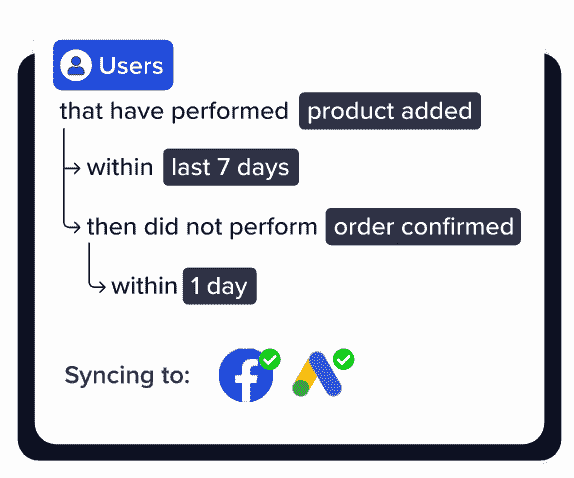 Users
that have performed product added
within last 7 days
then did not perform order confirmed
within 1 day
Syncing to: